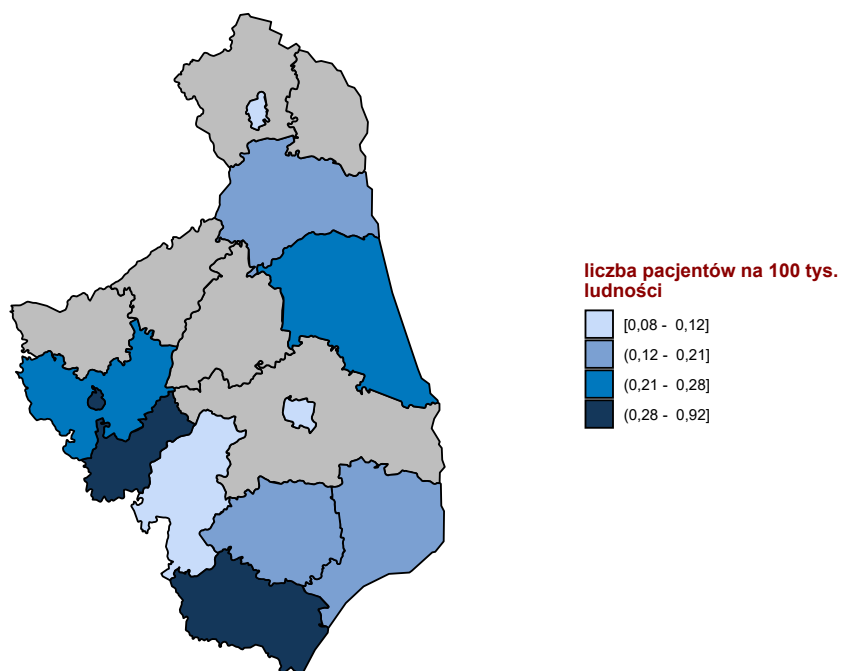 liczba pacjentów na 100 tys.
ludności
[0,08 - 0,12]
(0,12 - 0,21]
(0,21 - 0,28]
(0,28 - 0,92]